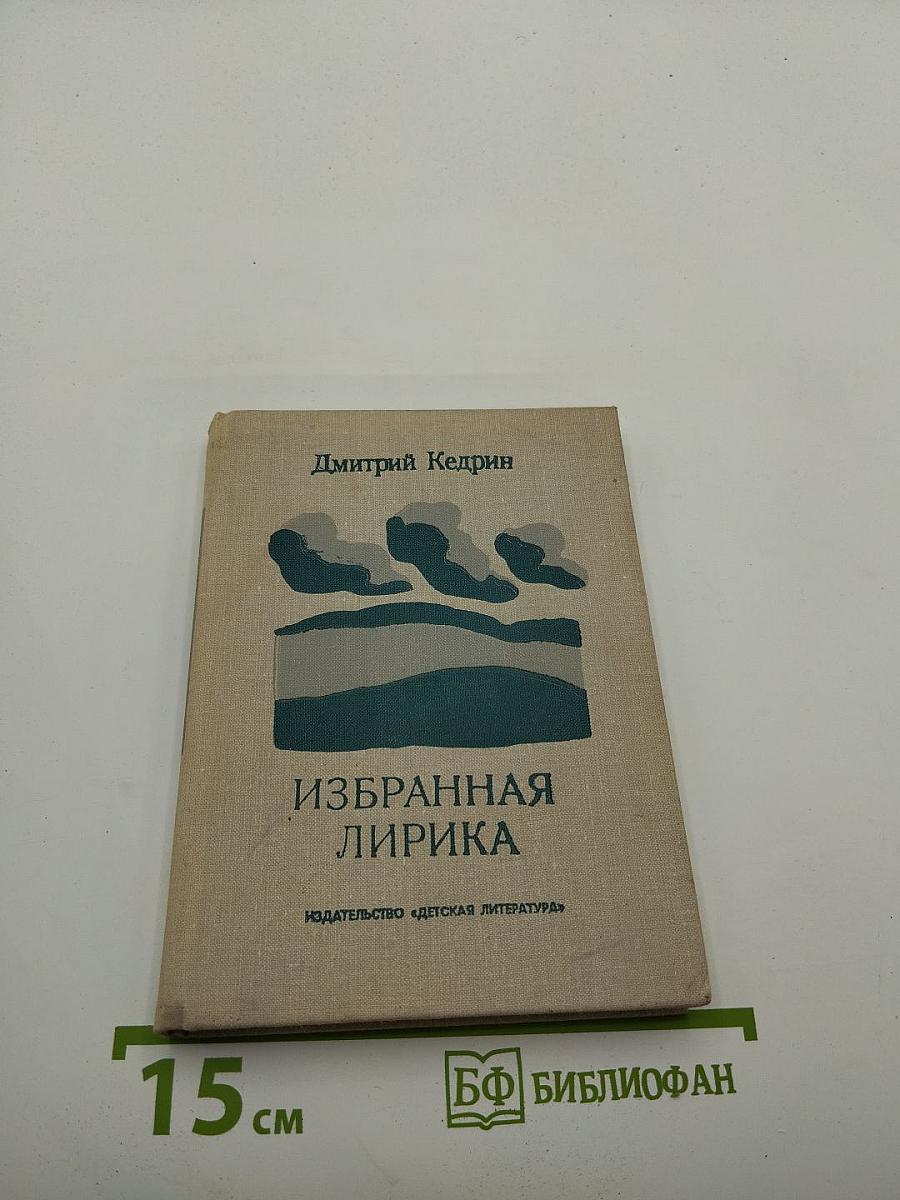 Дмитрий Кедрин
ИЗБРАННАЯ
ЛИРИКА
ИЗДАТЕЛЬСТВО «ДЕТСКАЯ ЛИТЕРАТУРА»
15 см
БФ БИБЛИОФАН